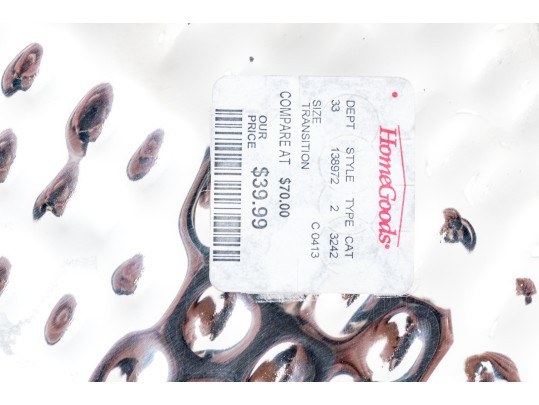 HomeGoods
DEPT STYLE TYPE CAT
33 138972 2 3242
SIZE
TRANSITION C 0413
COMPARE AT $70.00
OUR
PRICE $39.99